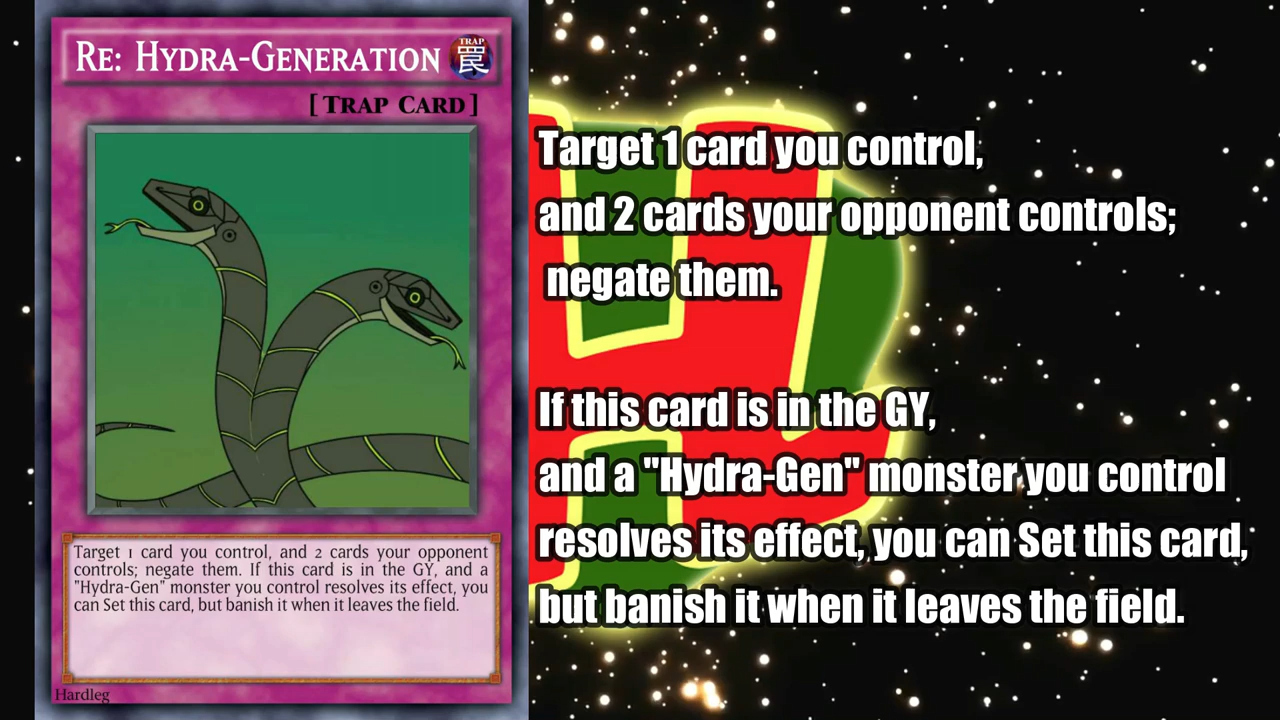 Re: Hydra-Generation
TRAP
罠
[Trap Card]
Target 1 card you control, and 2 cards your opponent
controls; negate them. If this card is in the GY, and a
"Hydra-Gen" monster you control resolves its effect, you
can Set this card, but banish it when it leaves the field.
Hardleg
Target 1 card you control,
and 2 cards your opponent controls;
negate them.
If this card is in the GY,
and a "Hydra-Gen" monster you control
resolves its effect, you can Set this card,
but banish it when it leaves the field.